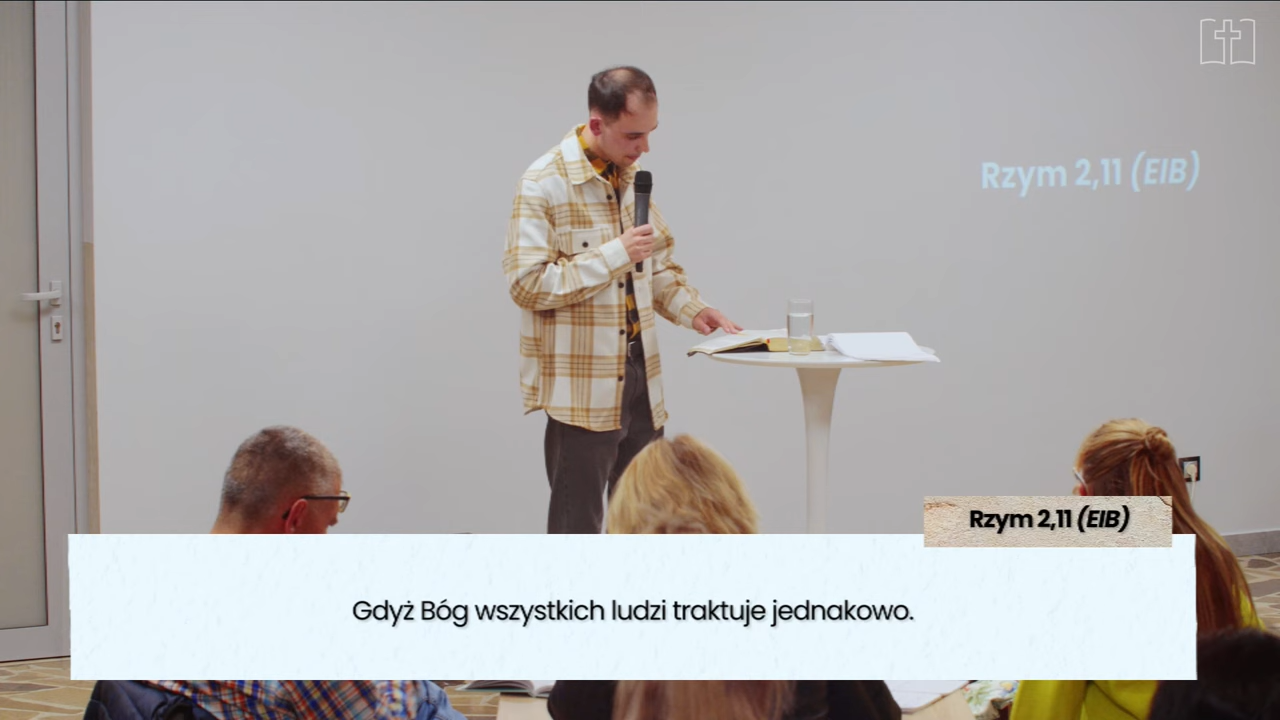 Rzym 2,11 (EIB)
Rzym 2,11 (EIB)
Gdyż Bóg wszystkich ludzi traktuje jednakowo.